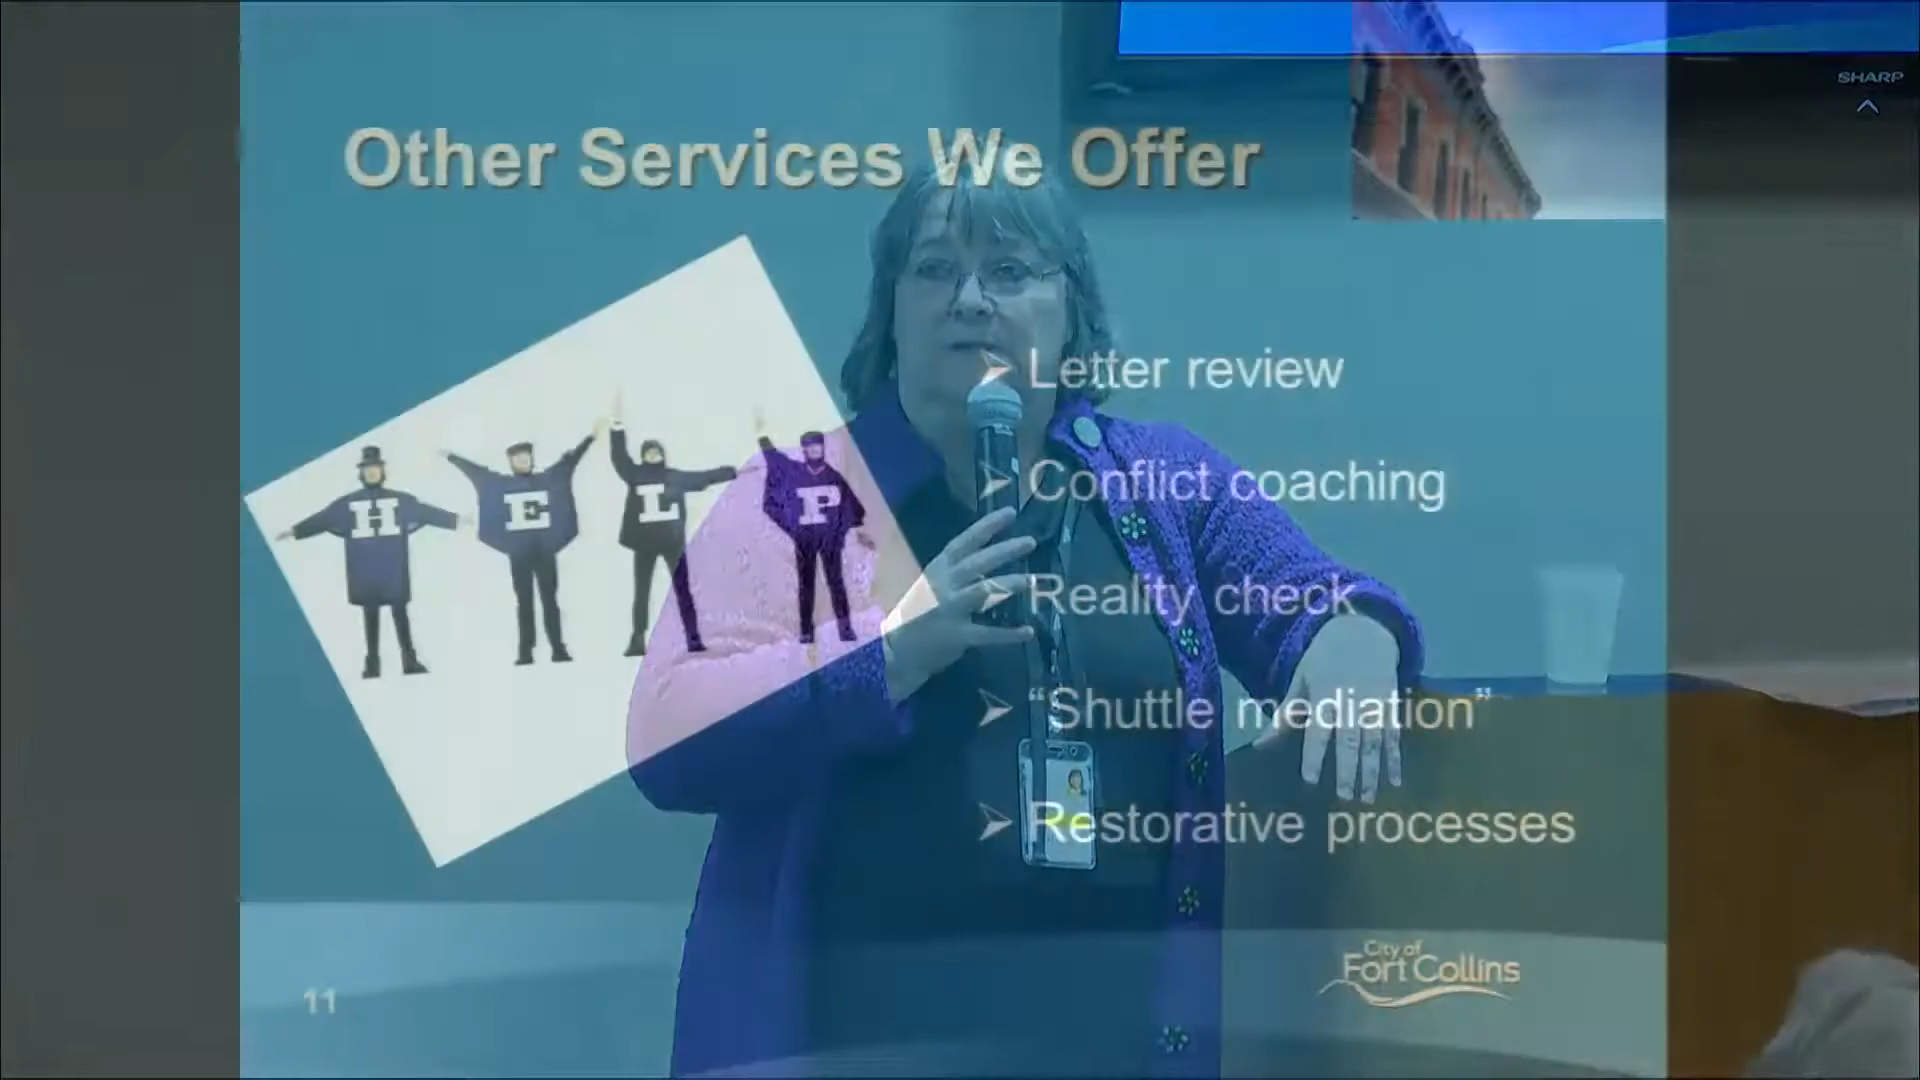 SHARP
Other Services We Offer
H E L P
➢ Letter review
➢ Conflict coaching
➢ Reality check
➢ “Shuttle mediation”
➢ Restorative processes
City of
Fort Collins
11